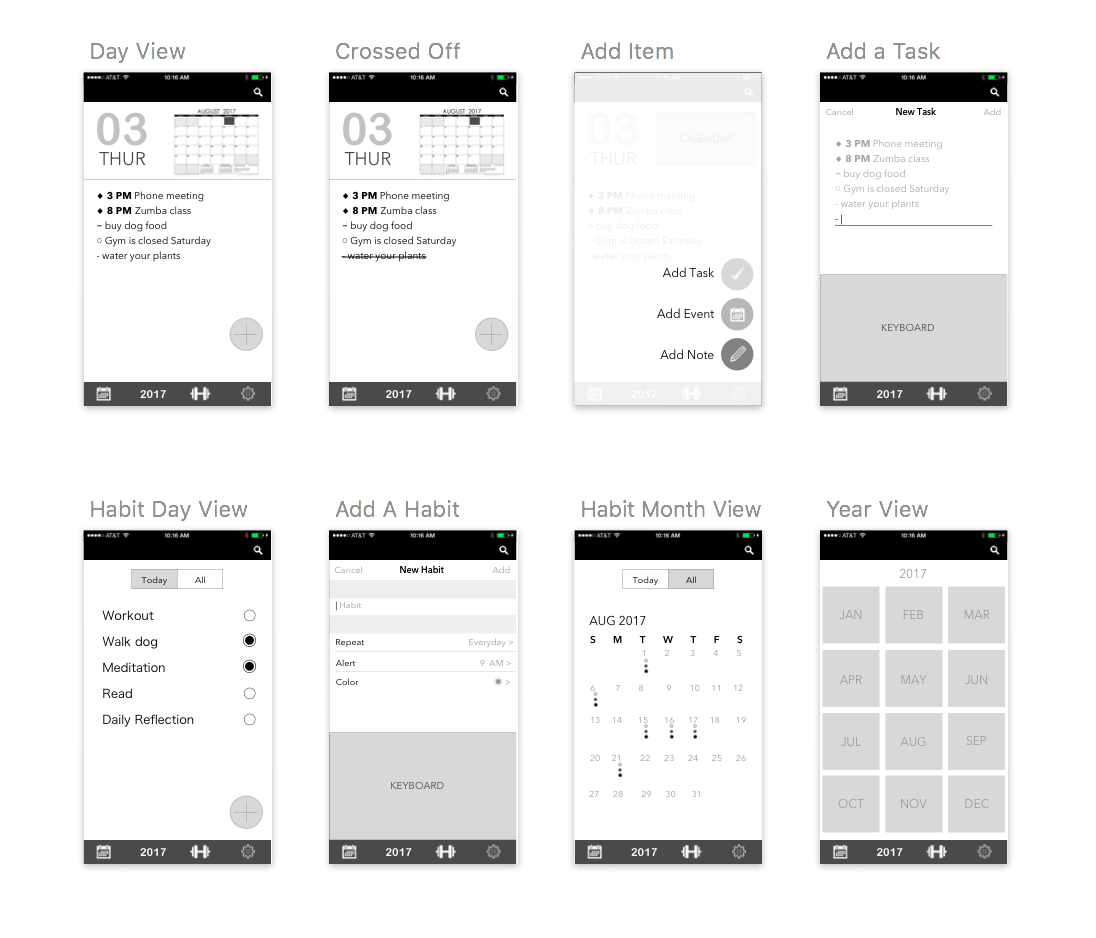 Day View
●●●●○ AT&T 10:16 AM
AUGUST 2017
03
THUR
◆ 3 PM Phone meeting
◆ 8 PM Zumba class
– buy dog food
○ Gym is closed Saturday
- water your plants
2017
Crossed Off
●●●●○ AT&T 10:16 AM
AUGUST 2017
03
THUR
◆ 3 PM Phone meeting
◆ 8 PM Zumba class
– buy dog food
○ Gym is closed Saturday
- water your plants
2017
Add Item
●●●●○ AT&T 10:16 AM
03
THUR
CALENDAR
◆ 3 PM Phone meeting
◆ 8 PM Zumba class
– buy dog food
○ Gym is closed Saturday
- water your plants
Add Task
Add Event
Add Note
2017
Add a Task
●●●●○ AT&T 10:16 AM
Cancel New Task Add
◆ 3 PM Phone meeting
◆ 8 PM Zumba class
– buy dog food
○ Gym is closed Saturday
- water your plants
- |
KEYBOARD
2017
Habit Day View
●●●●○ AT&T 10:16 AM
Today All
Workout
Walk dog
Meditation
Read
Daily Reflection
2017
Add A Habit
●●●●○ AT&T 10:16 AM
Cancel New Habit Add
Habit
Repeat Everyday >
Alert 9 AM >
Color >
KEYBOARD
2017
Habit Month View
●●●●○ AT&T 10:16 AM
Today All
AUG 2017
S M T W T F S
1 2 3 4 5
6 7 8 9 10 11 12
13 14 15 16 17 18 19
20 21 22 23 24 25 26
27 28 29 30 31
2017
Year View
●●●●○ AT&T 10:16 AM
2017
JAN FEB MAR
APR MAY JUN
JUL AUG SEP
OCT NOV DEC
2017